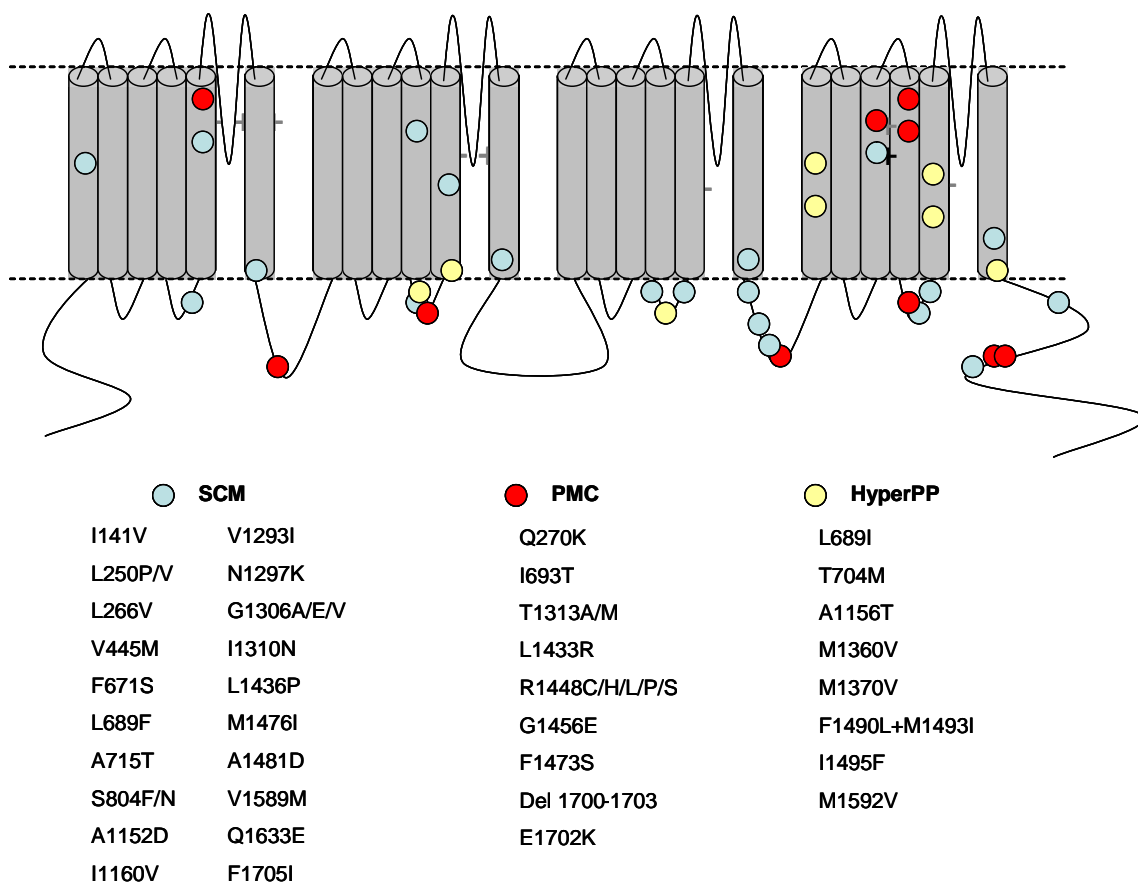 SCM PMC HyperPP
I141V V1293I Q270K L689I
L250P/V N1297K I693T T704M
L266V G1306A/E/V T1313A/M A1156T
V445M I1310N L1433R M1360V
F671S L1436P R1448C/H/L/P/S M1370V
L689F M1476I G1456E F1490L+M1493I
A715T A1481D F1473S I1495F
S804F/N V1589M Del 1700-1703 M1592V
A1152D Q1633E E1702K
I1160V F1705I